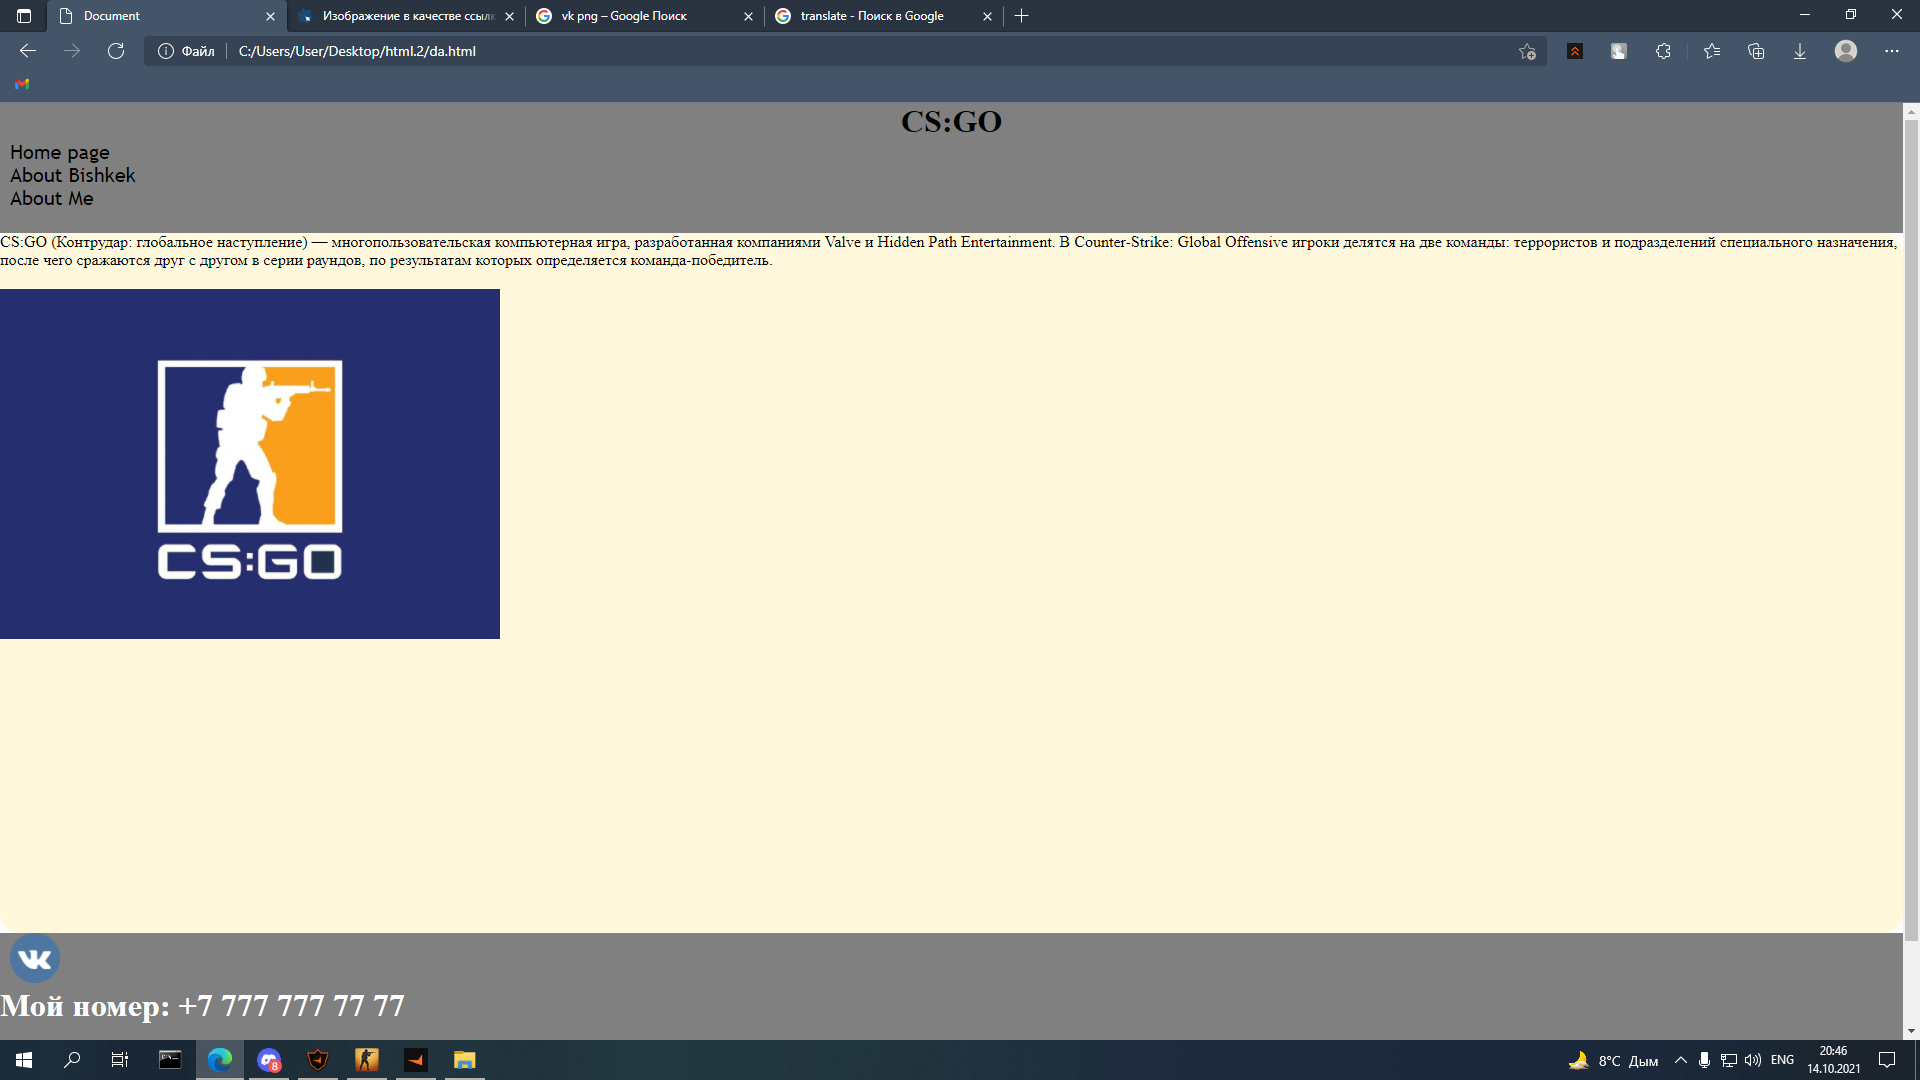 Document
Изображение в качестве ссылк
vk png – Google Поиск
translate - Поиск в Google
Файл
C:/Users/User/Desktop/html.2/da.html
CS:GO
Home page
About Bishkek
About Me
CS:GO (Контрудар: глобальное наступление) — многопользовательская компьютерная игра, разработанная компаниями Valve и Hidden Path Entertainment. В Counter-Strike: Global Offensive игроки делятся на две команды: террористов и подразделений специального назначения,
после чего сражаются друг с другом в серии раундов, по результатам которых определяется команда-победитель.
CS:GO
Мой номер: +7 777 777 77 77
8
8°C Дым
ENG
20:46
14.10.2021